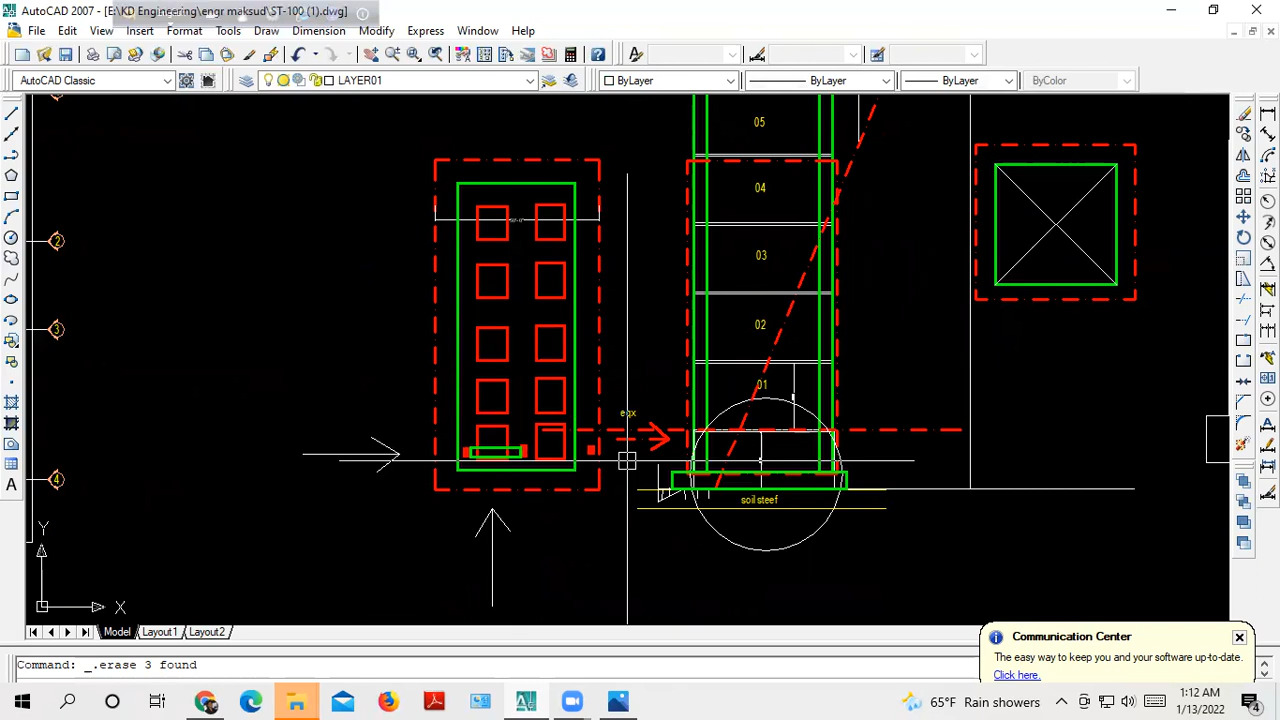 AutoCAD 2007 - [E:\KD Engineering\engr maksud\ST-100 (1).dwg]
File Edit View Insert Format Tools Draw Dimension Modify Express Window Help
AutoCAD Classic LAYER01 ByLayer ByLayer ByLayer ByColor
05
04
03
02
01
2
3
4
eqx
soil steef
Y
X
Model Layout1 Layout2
Communication Center
The easy way to keep you and your software up-to-date.
Click here.
Command: _.erase 3 found
65°F Rain showers
1:12 AM
1/13/2022
4